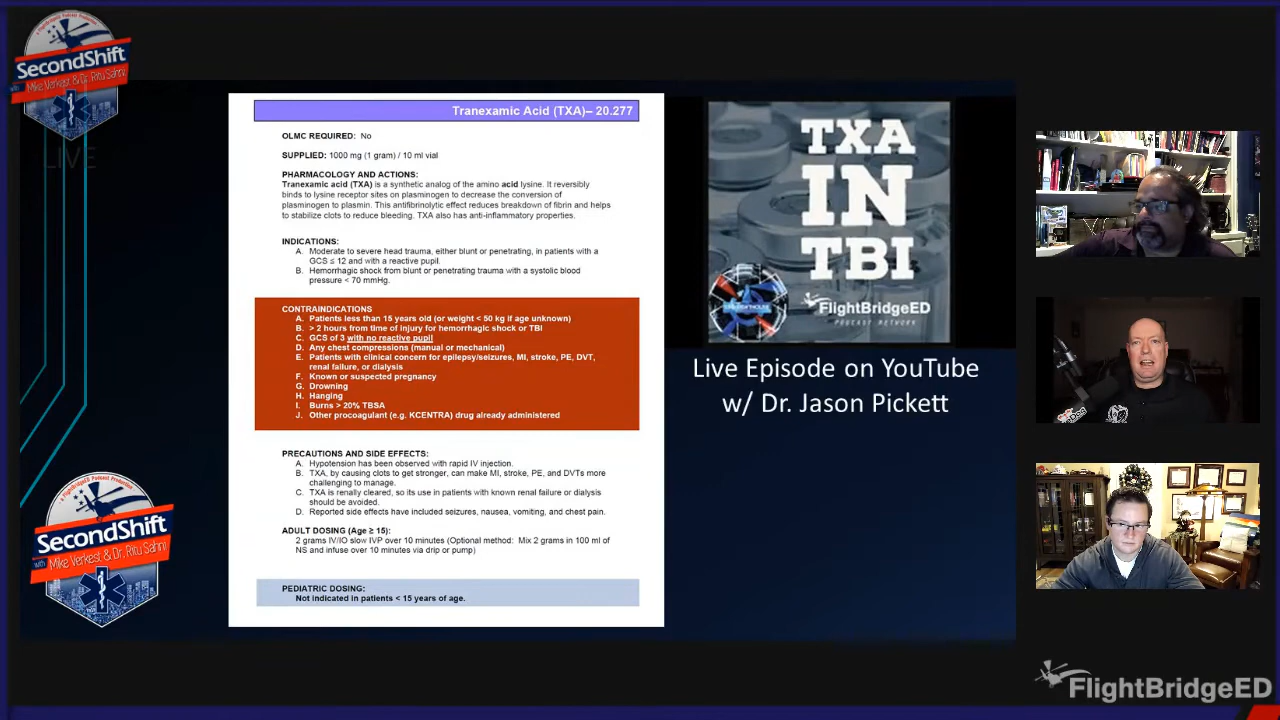 A FlightBridgeED Podcast Production
SecondShift
with Mike Verkest & Dr. Ritu Sahni
LIVE
Tranexamic Acid (TXA)– 20.277
OLMC REQUIRED: No
SUPPLIED: 1000 mg (1 gram) / 10 ml vial
PHARMACOLOGY AND ACTIONS:
Tranexamic acid (TXA) is a synthetic analog of the amino acid lysine. It reversibly
binds to lysine receptor sites on plasminogen to decrease the conversion of
plasminogen to plasmin. This antifibrinolytic effect reduces breakdown of fibrin and helps
to stabilize clots to reduce bleeding. TXA also has anti-inflammatory properties.
INDICATIONS:
A. Moderate to severe head trauma, either blunt or penetrating, in patients with a
GCS ≤ 12 and with a reactive pupil.
B. Hemorrhagic shock from blunt or penetrating trauma with a systolic blood
pressure < 70 mmHg.
CONTRAINDICATIONS
A. Patients less than 15 years old (or weight < 50 kg if age unknown)
B. > 2 hours from time of injury for hemorrhagic shock or TBI
C. GCS of 3 with no reactive pupil
D. Any chest compressions (manual or mechanical)
E. Patients with clinical concern for epilepsy/seizures, MI, stroke, PE, DVT,
renal failure, or dialysis
F. Known or suspected pregnancy
G. Drowning
H. Hanging
I. Burns > 20% TBSA
J. Other procoagulant (e.g. KCENTRA) drug already administered
PRECAUTIONS AND SIDE EFFECTS:
A. Hypotension has been observed with rapid IV injection.
B. TXA, by causing clots to get stronger, can make MI, stroke, PE, and DVTs more
challenging to manage.
C. TXA is renally cleared, so its use in patients with known renal failure or dialysis
should be avoided.
D. Reported side effects have included seizures, nausea, vomiting, and chest pain.
ADULT DOSING (Age ≥ 15):
2 grams IV/IO slow IVP over 10 minutes (Optional method: Mix 2 grams in 100 ml of
NS and infuse over 10 minutes via drip or pump)
PEDIATRIC DOSING:
Not indicated in patients < 15 years of age.
TXA
IN
TBI
FlightBridgeED
PODCAST NETWORK
Live Episode on YouTube
w/ Dr. Jason Pickett
A FlightBridgeED Podcast Production
SecondShift
with Mike Verkest & Dr. Ritu Sahni
FlightBridgeED